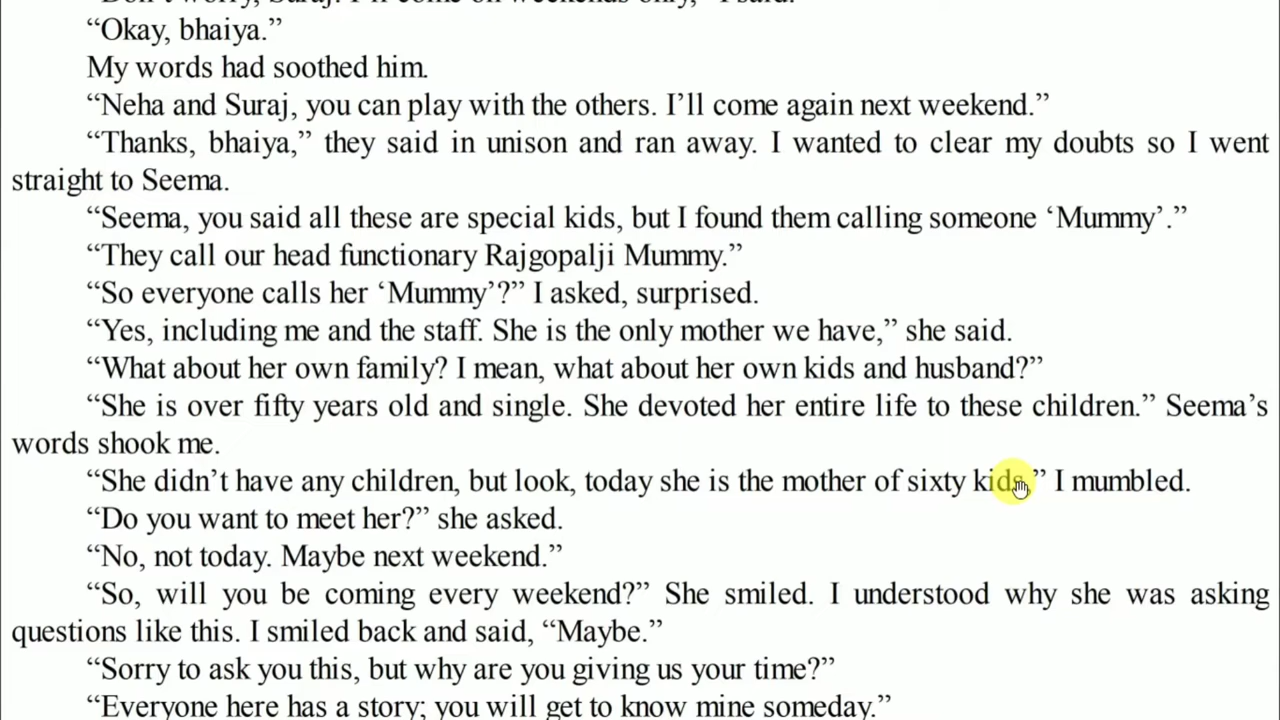 “Okay, bhaiya.”
My words had soothed him.
“Neha and Suraj, you can play with the others. I’ll come again next weekend.”
“Thanks, bhaiya,” they said in unison and ran away. I wanted to clear my doubts so I went
straight to Seema.
“Seema, you said all these are special kids, but I found them calling someone ‘Mummy’.”
“They call our head functionary Rajgopalji Mummy.”
“So everyone calls her ‘Mummy’?” I asked, surprised.
“Yes, including me and the staff. She is the only mother we have,” she said.
“What about her own family? I mean, what about her own kids and husband?”
“She is over fifty years old and single. She devoted her entire life to these children.” Seema’s
words shook me.
“She didn’t have any children, but look, today she is the mother of sixty kids,” I mumbled.
“Do you want to meet her?” she asked.
“No, not today. Maybe next weekend.”
“So, will you be coming every weekend?” She smiled. I understood why she was asking
questions like this. I smiled back and said, “Maybe.”
“Sorry to ask you this, but why are you giving us your time?”
“Everyone here has a story; you will get to know mine someday.”